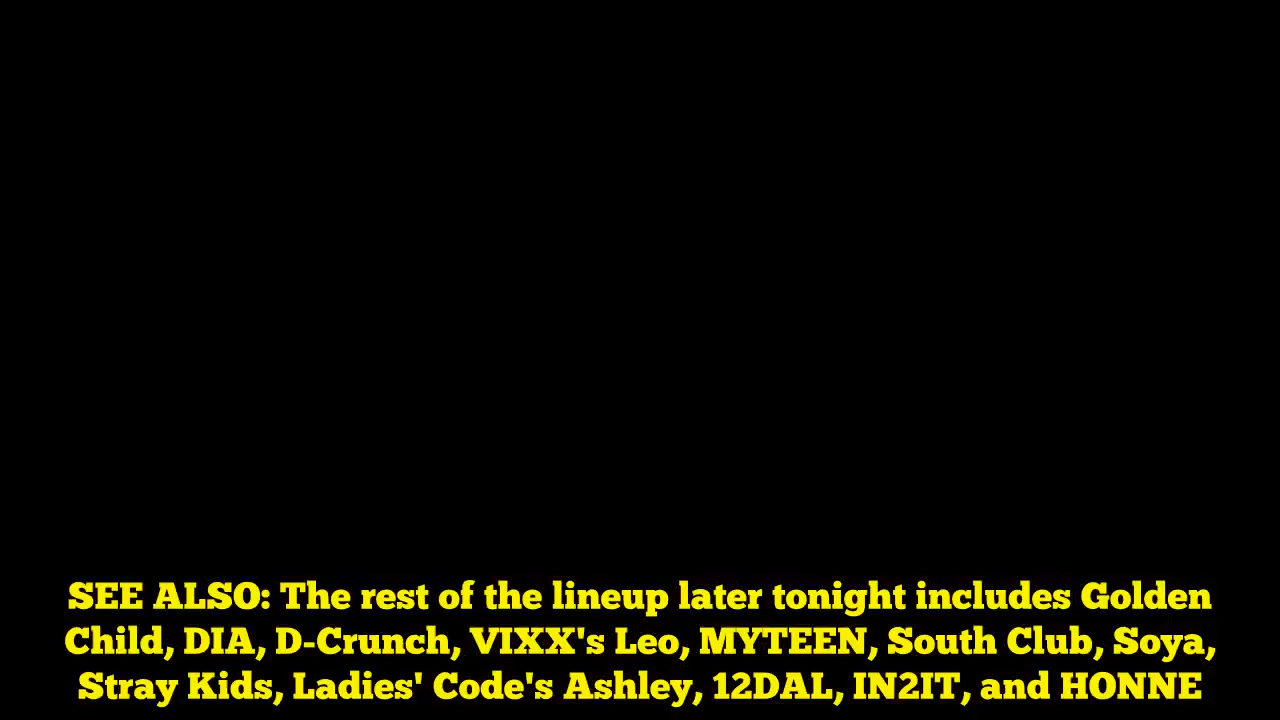 SEE ALSO: The rest of the lineup later tonight includes Golden
Child, DIA, D-Crunch, VIXX's Leo, MYTEEN, South Club, Soya,
Stray Kids, Ladies' Code's Ashley, 12DAL, IN2IT, and HONNE